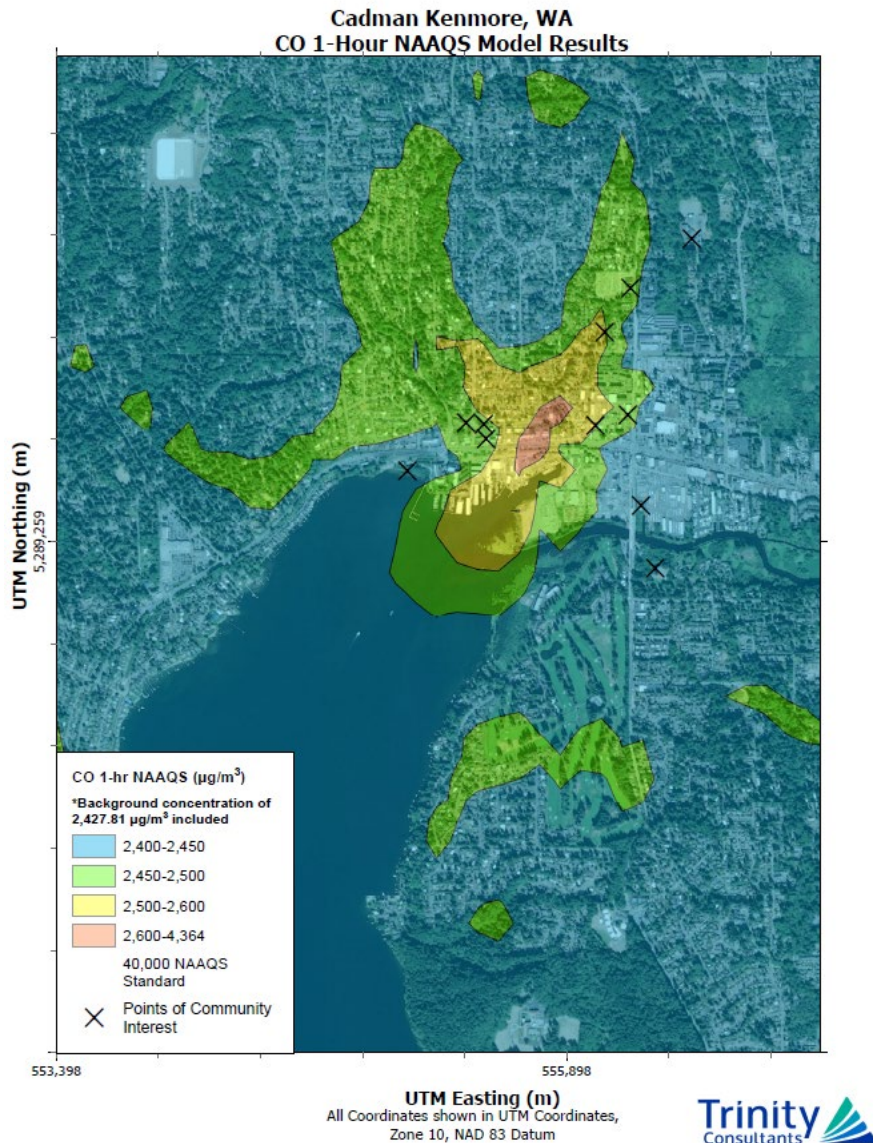 Cadman Kenmore, WA
CO 1-Hour NAAQS Model Results
UTM Northing (m)
5,289,259
CO 1-hr NAAQS (µg/m³)
*Background concentration of
2,427.81 µg/m³ included
2,400-2,450
2,450-2,500
2,500-2,600
2,600-4,364
40,000 NAAQS
Standard
Points of Community
Interest
553,398
555,898
UTM Easting (m)
All Coordinates shown in UTM Coordinates,
Zone 10, NAD 83 Datum
Trinity
Consultants